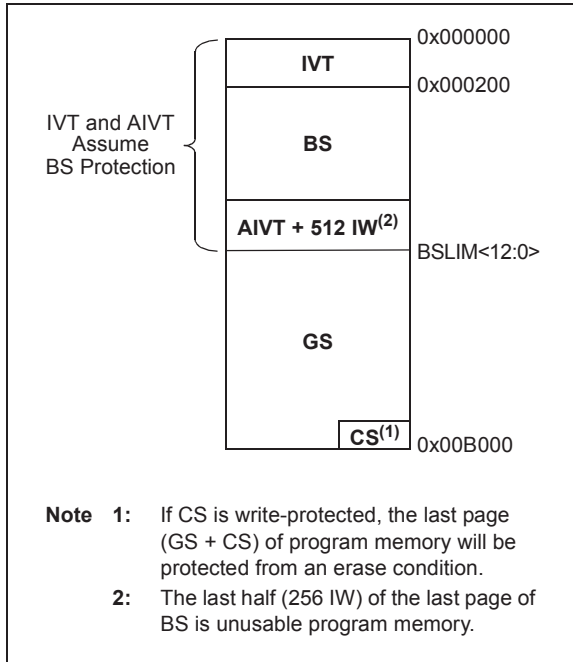 0x000000
IVT
0x000200
IVT and AIVT
Assume
BS Protection
BS
AIVT + 512 IW(2)
BSLIM<12:0>
GS
CS(1)
0x00B000
Note 1: If CS is write-protected, the last page
(GS + CS) of program memory will be
protected from an erase condition.
2: The last half (256 IW) of the last page of
BS is unusable program memory.